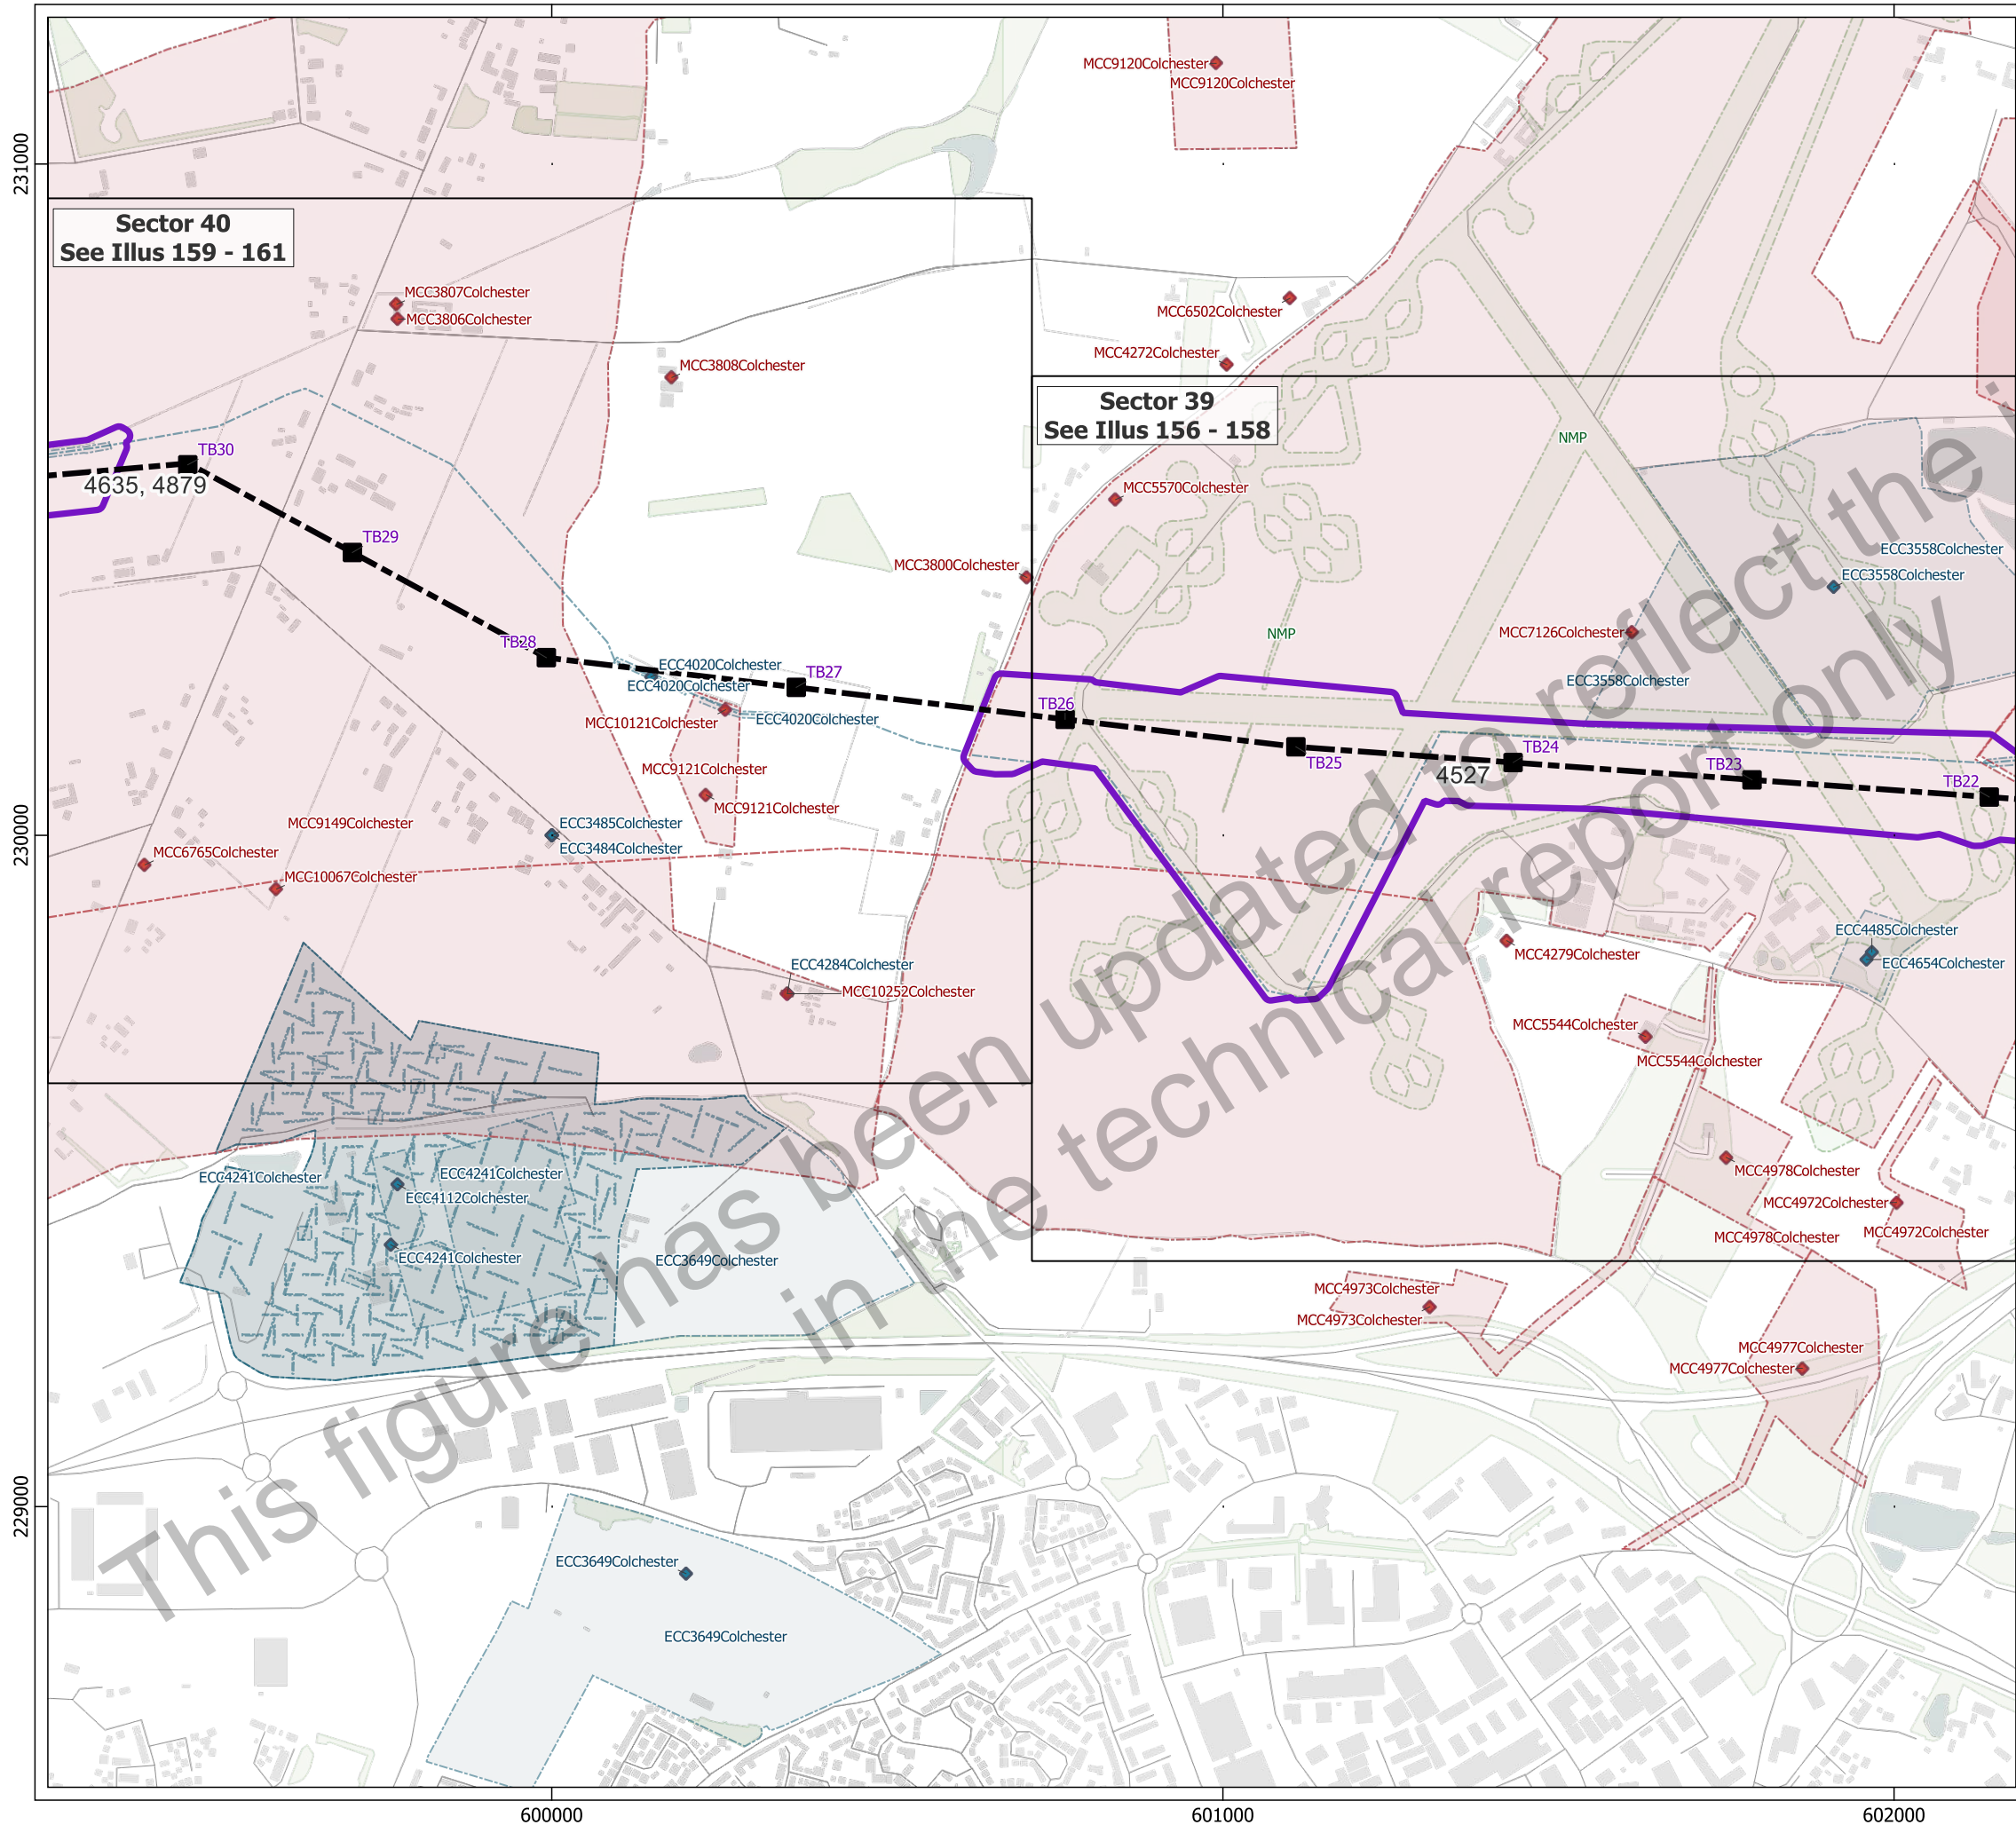 MCC9120Colchester
MCC9120Colchester
231000
Sector 40
See Illus 159 - 161
MCC3807Colchester
MCC3806Colchester
MCC6502Colchester
MCC4272Colchester
MCC3808Colchester
Sector 39
See Illus 156 - 158
NMP
TB30
4635, 4879
MCC5570Colchester
TB29
ECC3558Colchester
MCC3800Colchester
ECC3558Colchester
MCC7126Colchester
NMP
TB28
ECC4020Colchester
TB27
ECC4020Colchester
ECC3558Colchester
TB26
MCC10121Colchester
ECC4020Colchester
TB24
TB25
4527
TB23
TB22
MCC9121Colchester
MCC9121Colchester
230000
MCC9149Colchester
ECC3485Colchester
ECC3484Colchester
MCC6765Colchester
MCC10067Colchester
ECC4485Colchester
MCC4279Colchester
ECC4654Colchester
ECC4284Colchester
MCC10252Colchester
MCC5544Colchester
MCC5544Colchester
MCC4978Colchester
ECC4241Colchester
ECC4241Colchester
ECC4112Colchester
MCC4972Colchester
MCC4978Colchester
MCC4972Colchester
ECC4241Colchester
ECC3649Colchester
MCC4973Colchester
MCC4973Colchester
MCC4977Colchester
MCC4977Colchester
229000
ECC3649Colchester
ECC3649Colchester
This figure has been updated to reflect the i
in the technical report only
600000
601000
602000